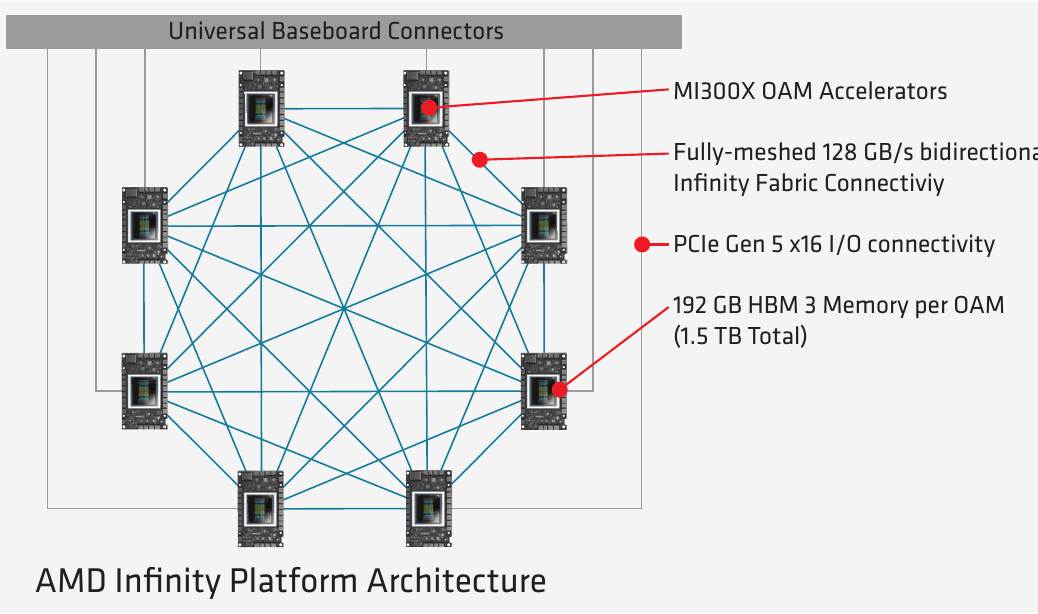 Universal Baseboard Connectors
MI300X OAM Accelerators
Fully-meshed 128 GB/s bidirectiona
Infinity Fabric Connectiviy
PCIe Gen 5 x16 I/O connectivity
192 GB HBM 3 Memory per OAM
(1.5 TB Total)
AMD Infinity Platform Architecture